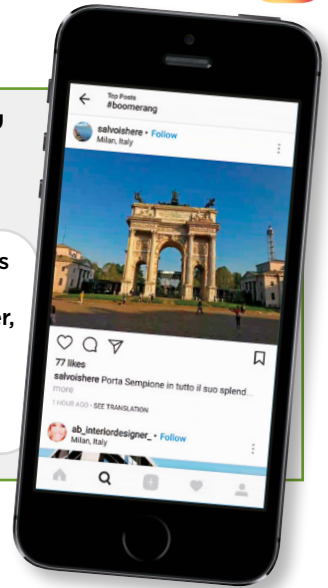 Top Posts
#boomerang
salvoishere • Follow
Milan, Italy
s
er,
77 likes
salvoishere Porta Sempione in tutto il suo splend...
more
1 HOUR AGO • SEE TRANSLATION
ab_interiordesigner_ • Follow
Milan, Italy